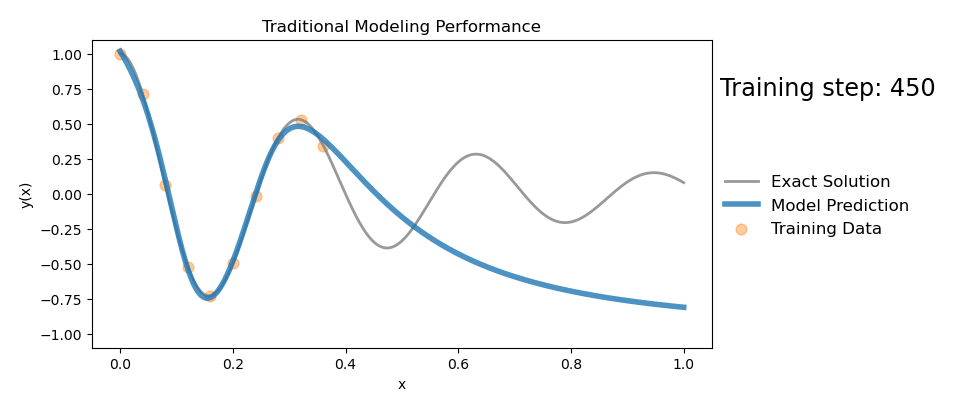 Traditional Modeling Performance
1.00
0.75
0.50
0.25
0.00
−0.25
−0.50
−0.75
−1.00
y(x)
0.0 0.2 0.4 0.6 0.8 1.0
x
Training step: 450
Exact Solution
Model Prediction
Training Data